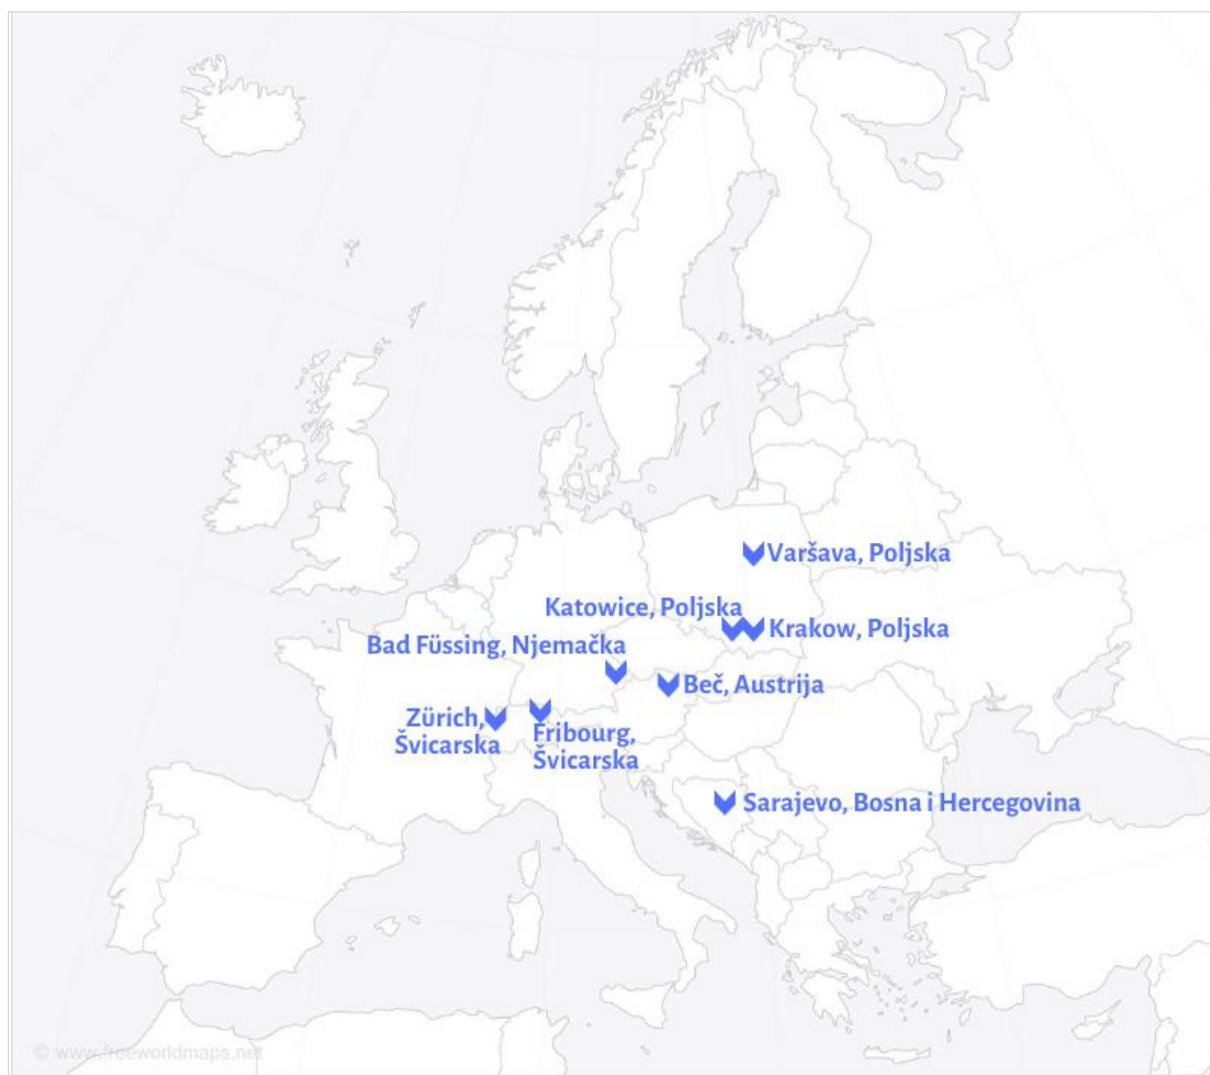 Varšava, Poljska
Katowice, Poljska
Krakow, Poljska
Bad Füssing, Njemačka
Beč, Austrija
Zürich,
Švicarska
Fribourg,
Švicarska
Sarajevo, Bosna i Hercegovina
© www.freeworldmaps.net